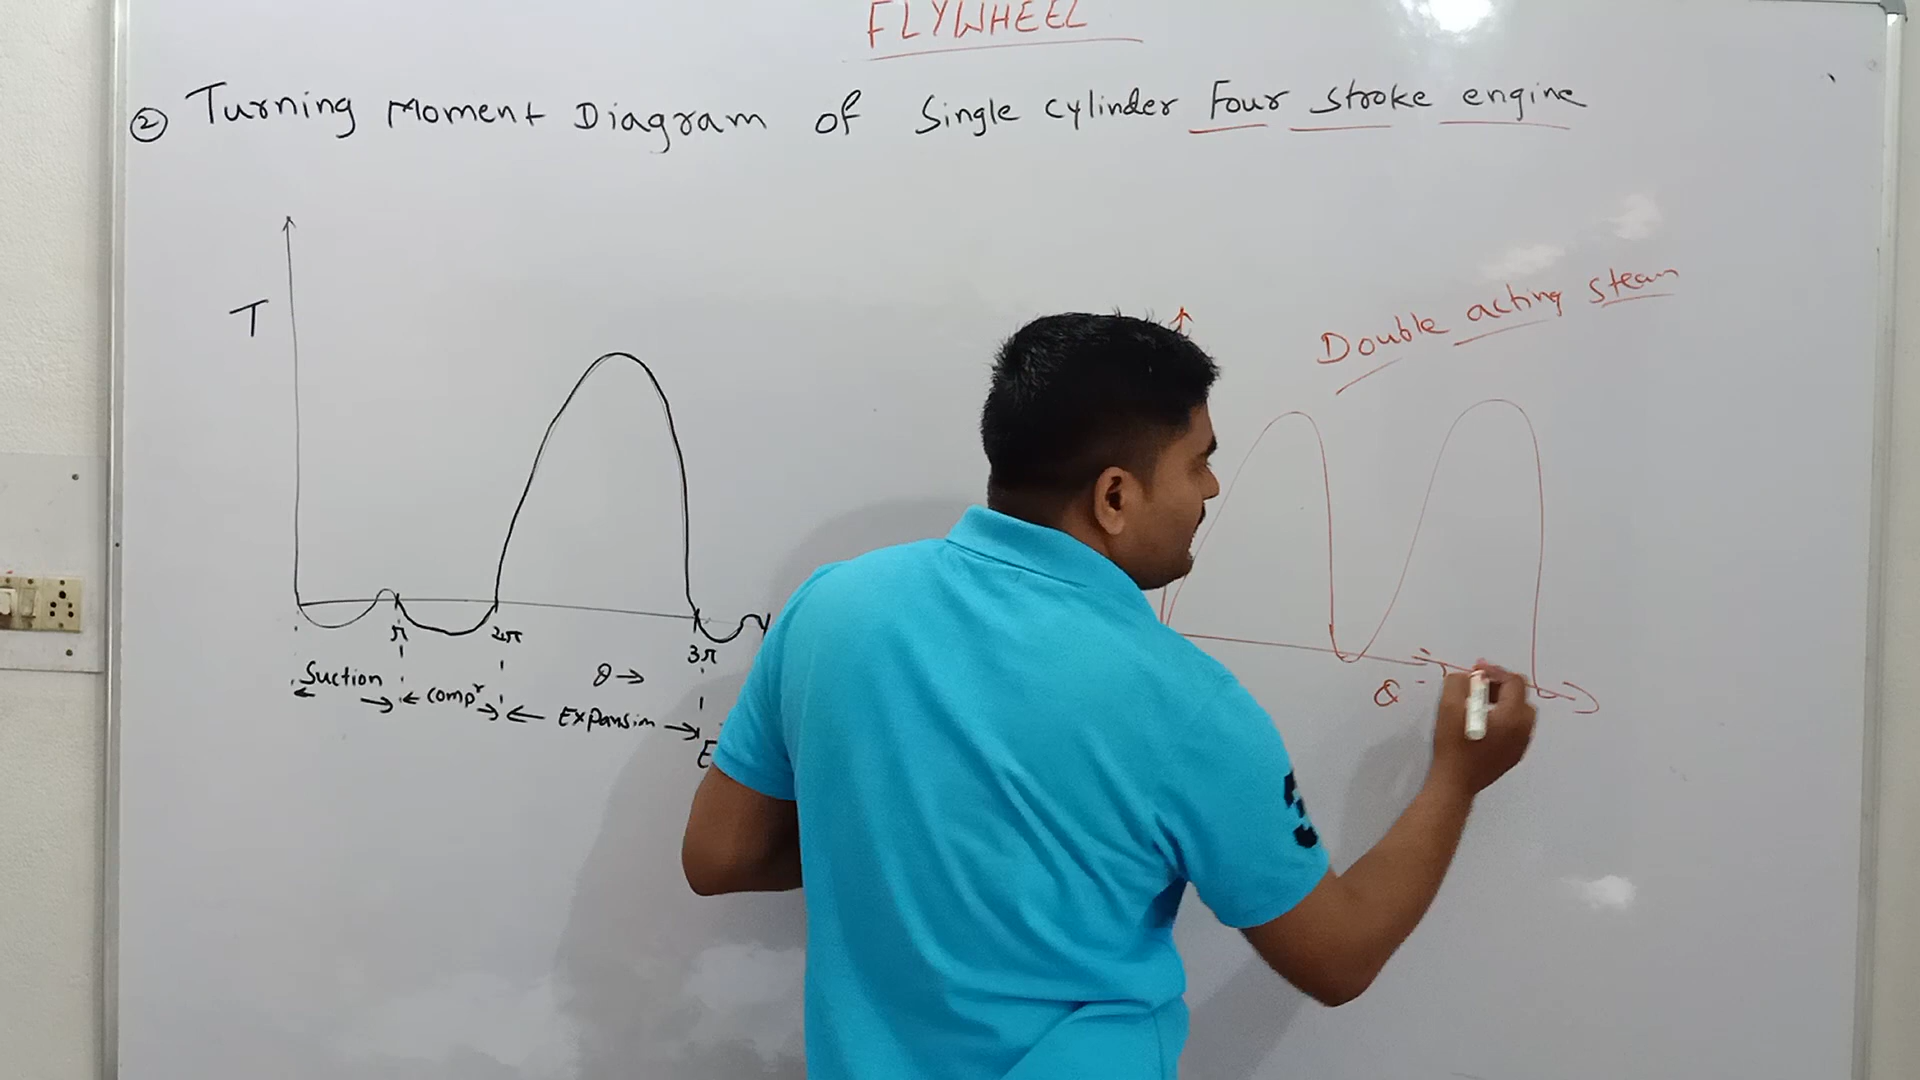 FLYWHEEL
② Turning Moment Diagram of Single cylinder Four stroke engine
Double acting steam
T
π 2π
3π
Suction
← → ← compr → ← Expansion →
θ →
E
θ
3